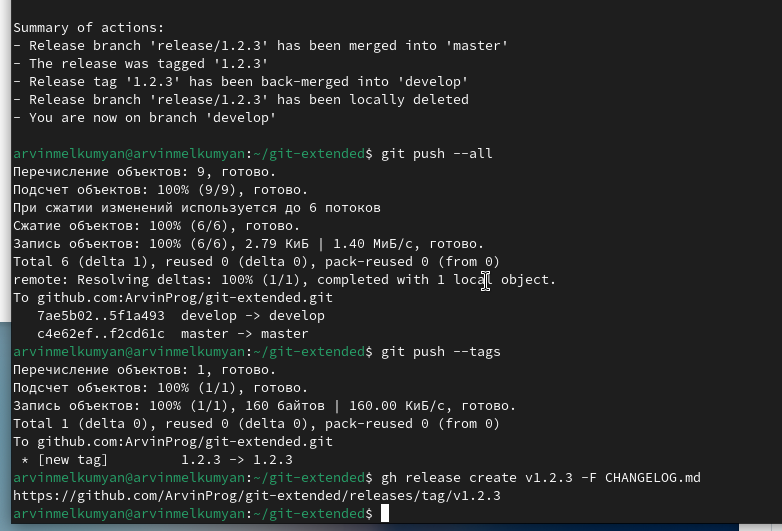 Summary of actions:
- Release branch 'release/1.2.3' has been merged into 'master'
- The release was tagged '1.2.3'
- Release tag '1.2.3' has been back-merged into 'develop'
- Release branch 'release/1.2.3' has been locally deleted
- You are now on branch 'develop'
arvinmelkumyan@arvinmelkumyan:~/git-extended$ git push --all
Перечисление объектов: 9, готово.
Подсчет объектов: 100% (9/9), готово.
При сжатии изменений используется до 6 потоков
Сжатие объектов: 100% (6/6), готово.
Запись объектов: 100% (6/6), 2.79 КиБ | 1.40 МиБ/с, готово.
Total 6 (delta 1), reused 0 (delta 0), pack-reused 0 (from 0)
remote: Resolving deltas: 100% (1/1), completed with 1 local object.
To github.com:ArvinProg/git-extended.git
   7ae5b02..5f1a493  develop -> develop
   c4e62ef..f2cd61c  master -> master
arvinmelkumyan@arvinmelkumyan:~/git-extended$ git push --tags
Перечисление объектов: 1, готово.
Подсчет объектов: 100% (1/1), готово.
Запись объектов: 100% (1/1), 160 байтов | 160.00 КиБ/с, готово.
Total 1 (delta 0), reused 0 (delta 0), pack-reused 0 (from 0)
To github.com:ArvinProg/git-extended.git
 * [new tag]         1.2.3 -> 1.2.3
arvinmelkumyan@arvinmelkumyan:~/git-extended$ gh release create v1.2.3 -F CHANGELOG.md
https://github.com/ArvinProg/git-extended/releases/tag/v1.2.3
arvinmelkumyan@arvinmelkumyan:~/git-extended$